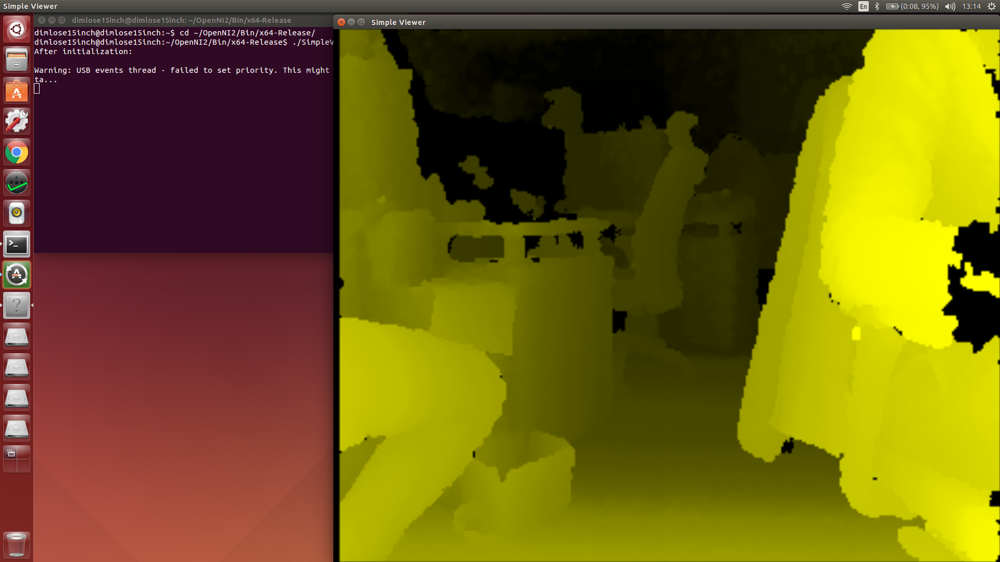 Simple Viewer
En
(0:08, 95%)
13:14
dimlose15inch@dimlose15inch: ~/OpenNI2/Bin/x64-Release
Simple Viewer
dimlose15inch@dimlose15inch:~$ cd ~/OpenNI2/Bin/x64-Release/
dimlose15inch@dimlose15inch:~/OpenNI2/Bin/x64-Release$ ./SimpleV
After initialization:
Warning: USB events thread - failed to set priority. This might
ta...